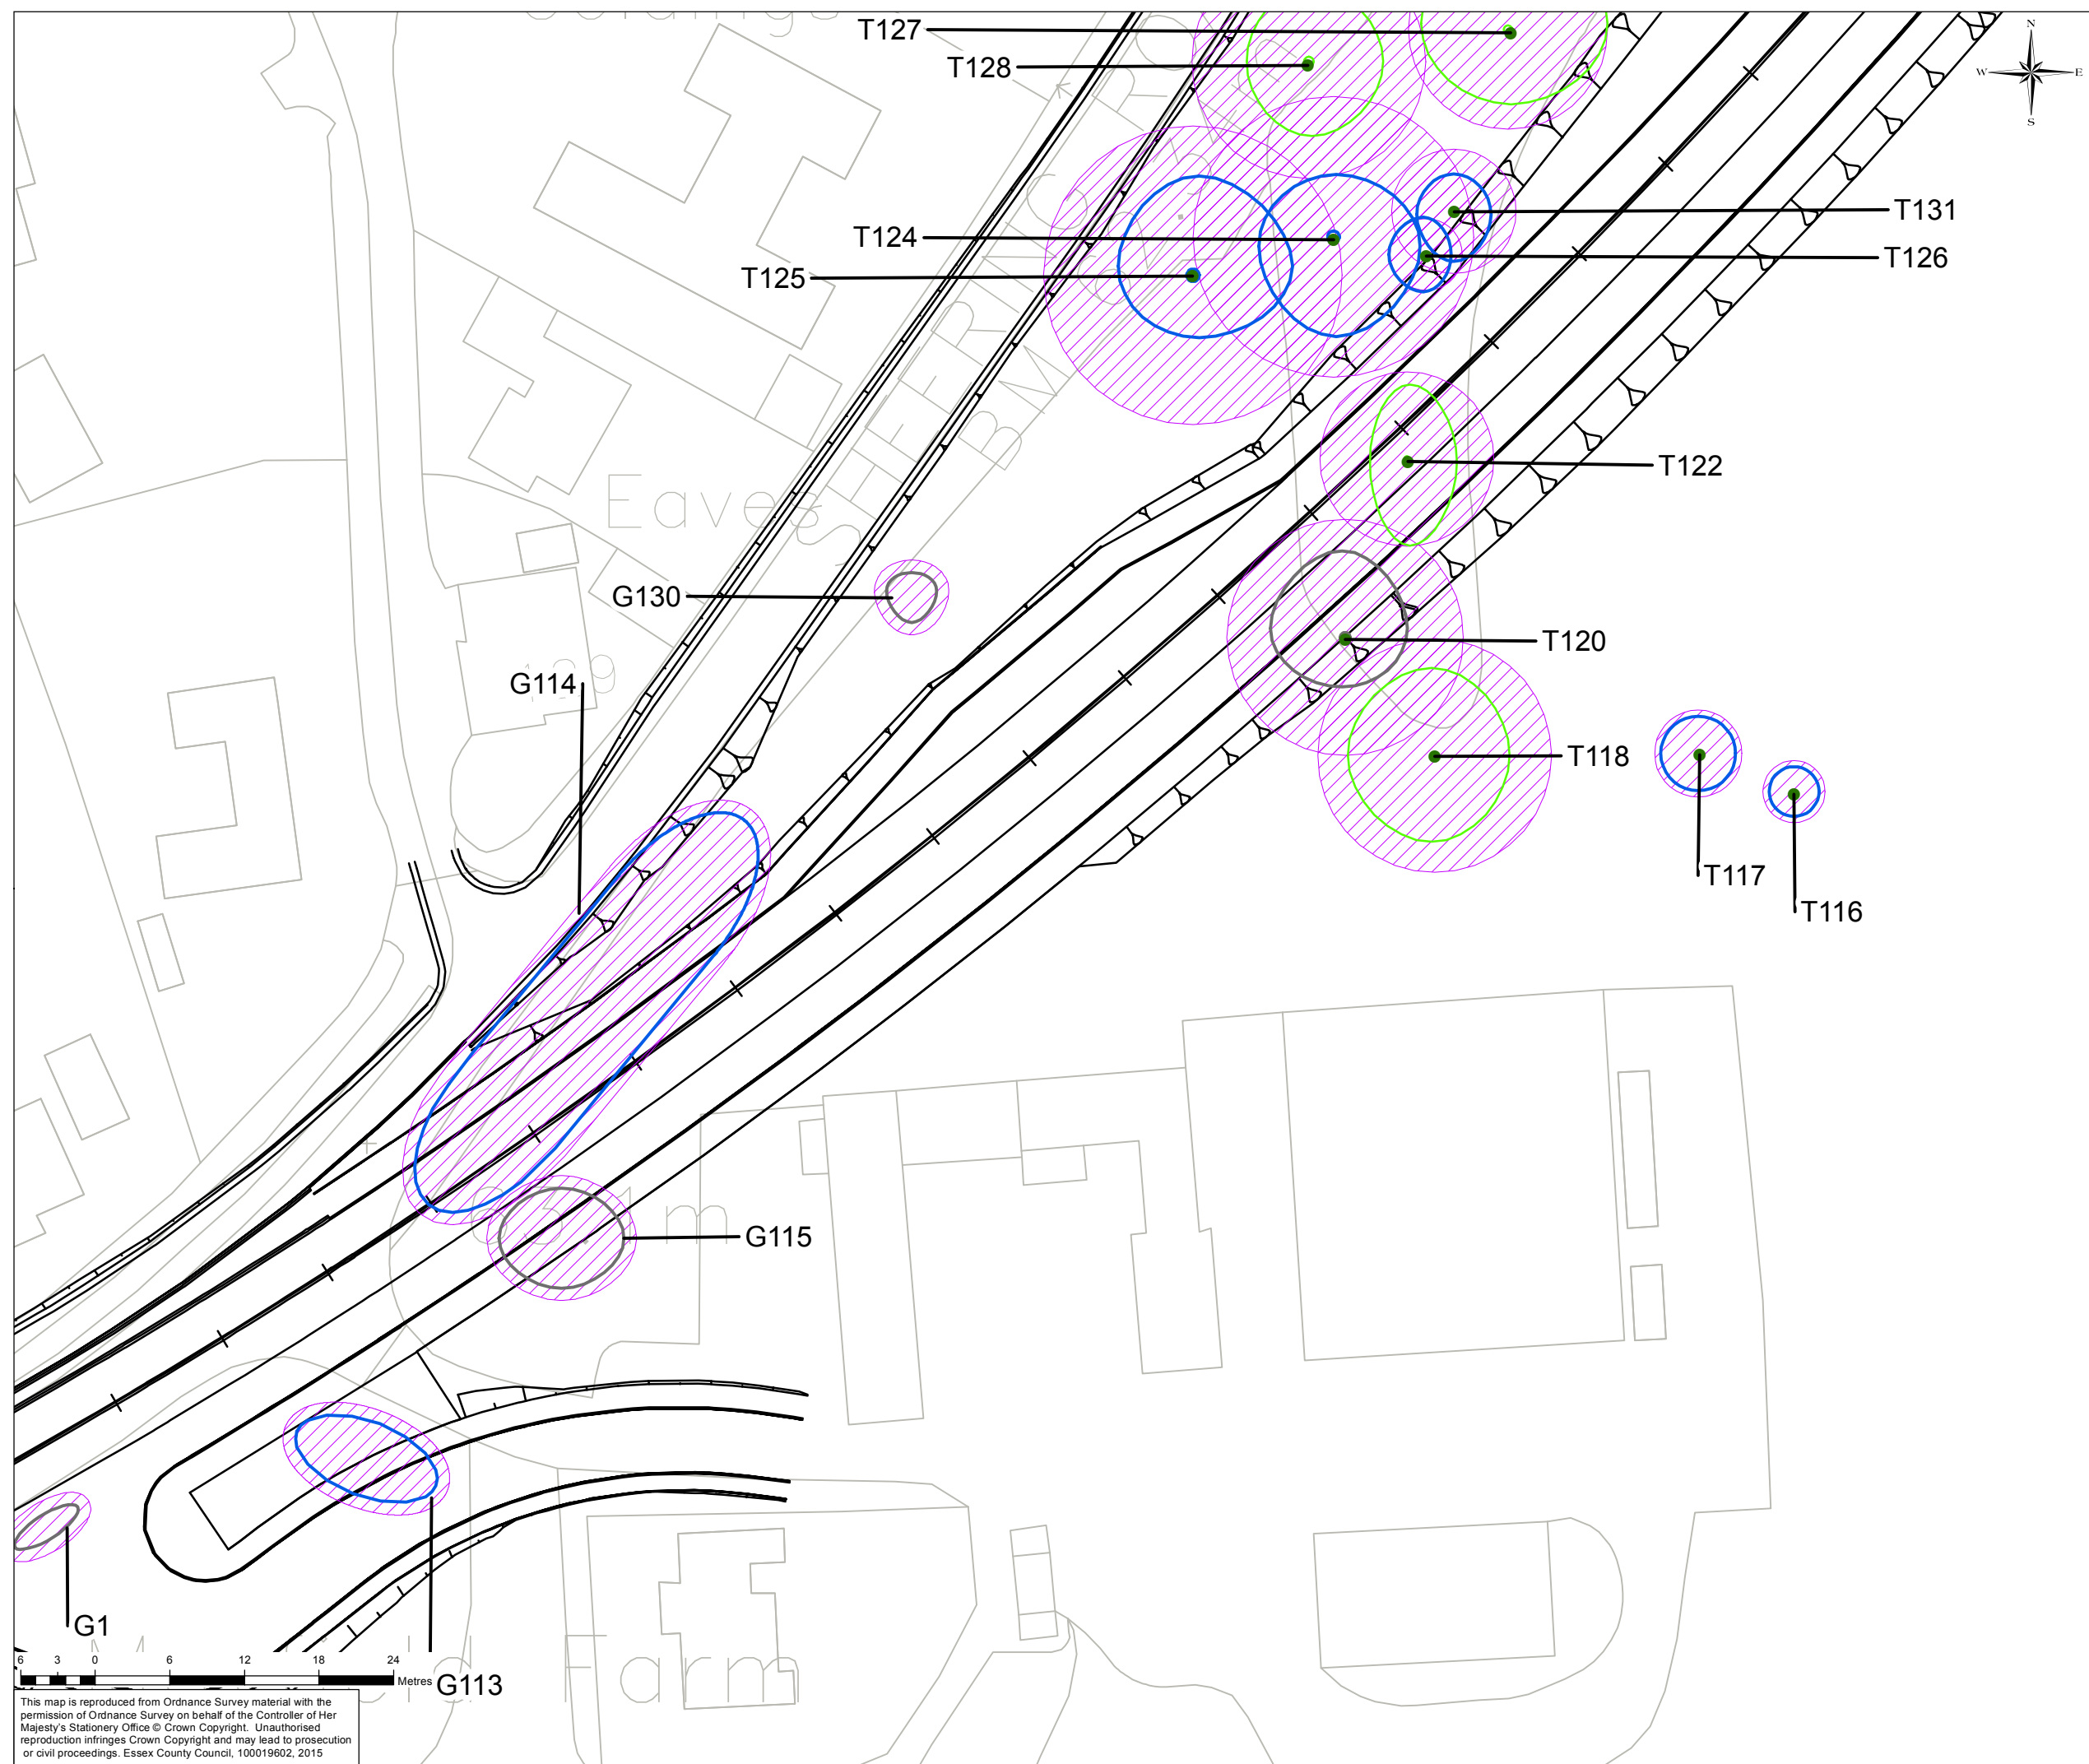 T127
N
W E
S
T128
T131
T124
T126
T125
T122
Eaves
G130
T120
G114
T118
T117
T116
G115
G1
6 3 0 6 12 18 24
Metres
G113
Farm
This map is reproduced from Ordnance Survey material with the
permission of Ordnance Survey on behalf of the Controller of Her
Majesty's Stationery Office © Crown Copyright. Unauthorised
reproduction infringes Crown Copyright and may lead to prosecution
or civil proceedings. Essex County Council, 100019602, 2015